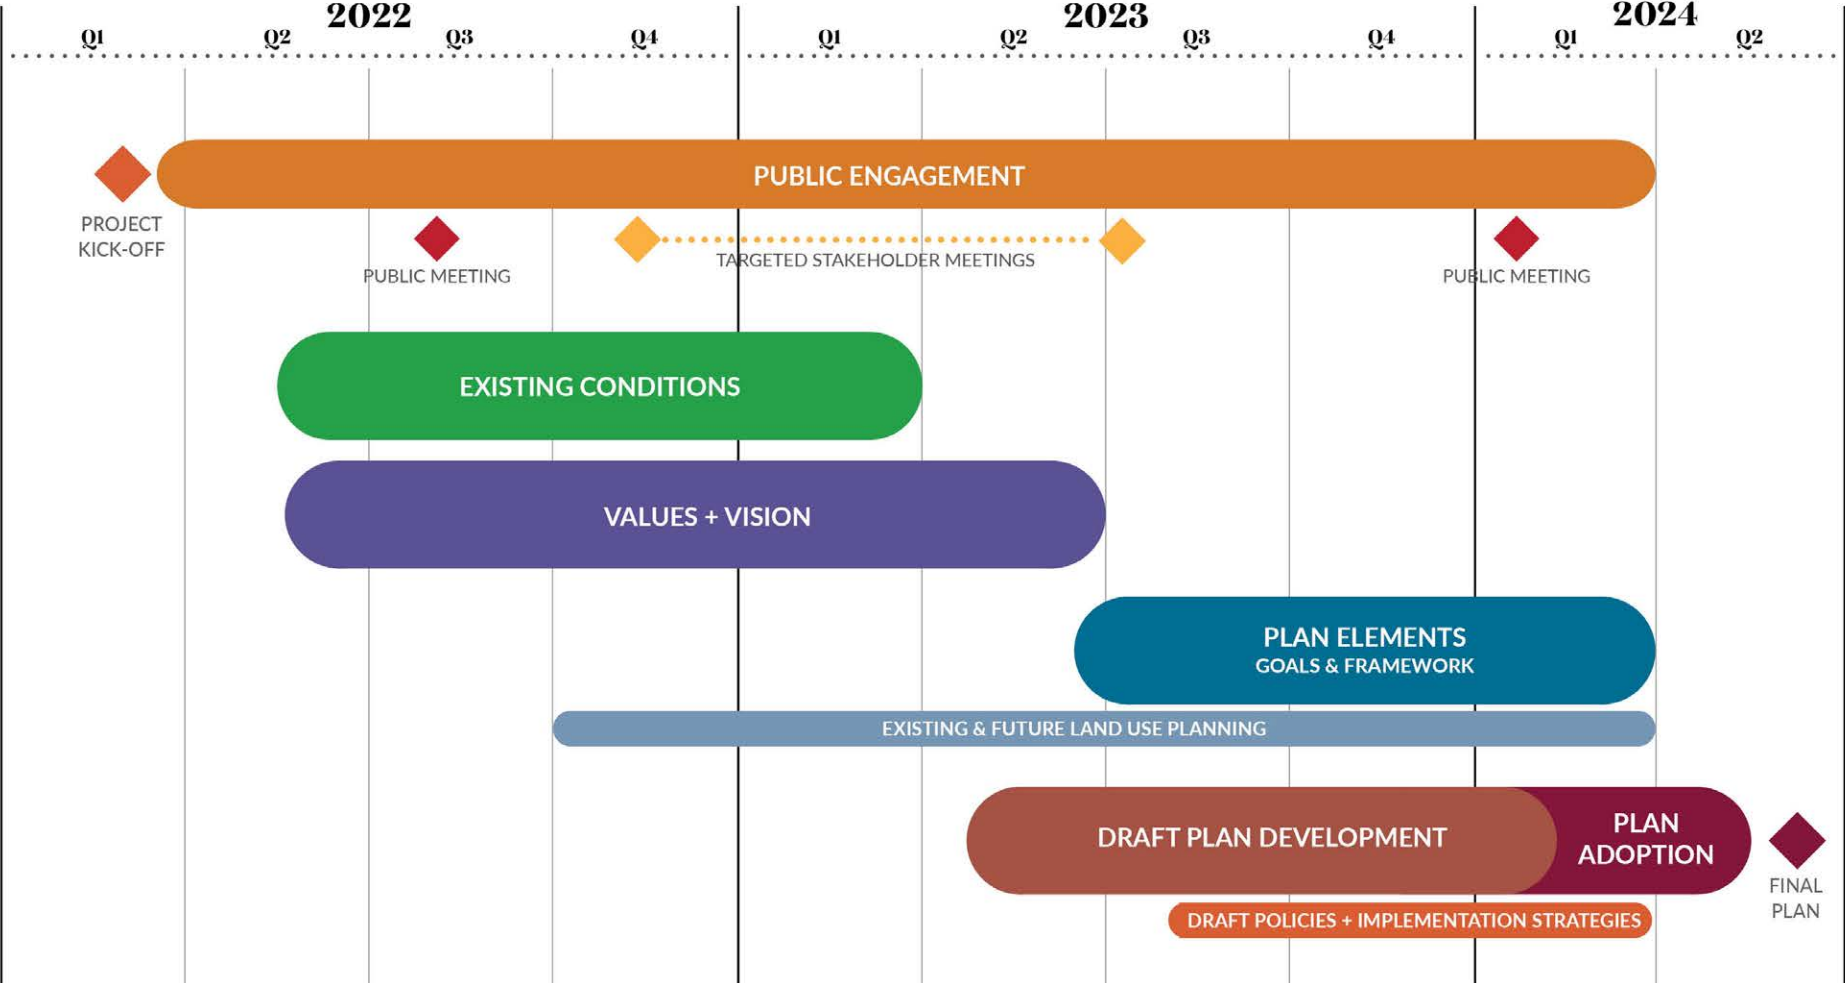 2022
2023
2024
Q1
Q2
Q3
Q4
Q1
Q2
Q3
Q4
Q1
Q2
PUBLIC ENGAGEMENT
PROJECT
KICK-OFF
PUBLIC MEETING
TARGETED STAKEHOLDER MEETINGS
PUBLIC MEETING
EXISTING CONDITIONS
VALUES + VISION
PLAN ELEMENTS
GOALS & FRAMEWORK
EXISTING & FUTURE LAND USE PLANNING
DRAFT PLAN DEVELOPMENT
PLAN
ADOPTION
FINAL
PLAN
DRAFT POLICIES + IMPLEMENTATION STRATEGIES